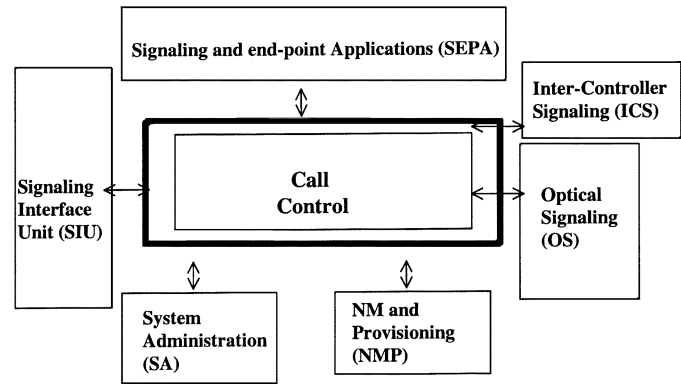 Signaling and end-point Applications (SEPA)
Inter-Controller
Signaling (ICS)
Signaling
Interface
Unit (SIU)
Call
Control
Optical
Signaling
(OS)
System
Administration
(SA)
NM and
Provisioning
(NMP)